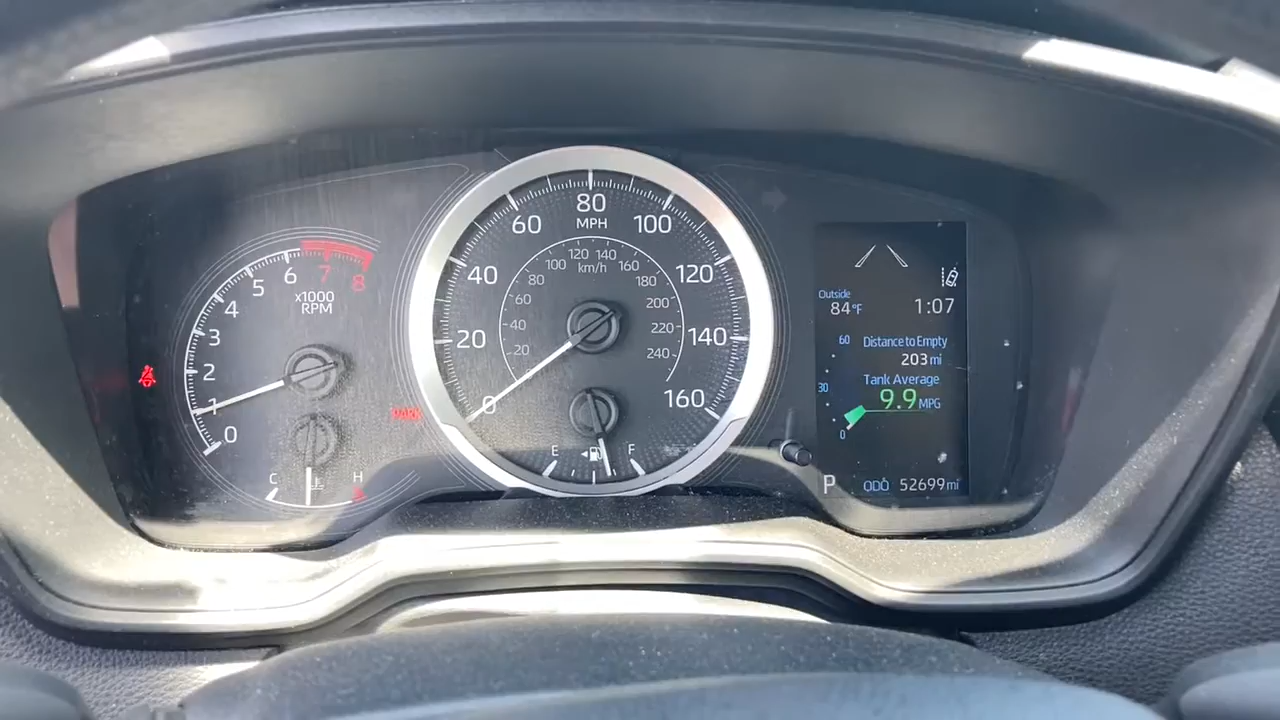 0
1
2
3
4
5
6
7
8
x1000
RPM
C
H
PARK
0
20
40
60
80
100
120
140
160
MPH
20
40
60
80
100
120
140
160
180
200
220
240
km/h
E
F
Outside
84°F
1:07
60
30
0
Distance to Empty
203 mi
Tank Average
9.9 MPG
P
ODO 52699 mi